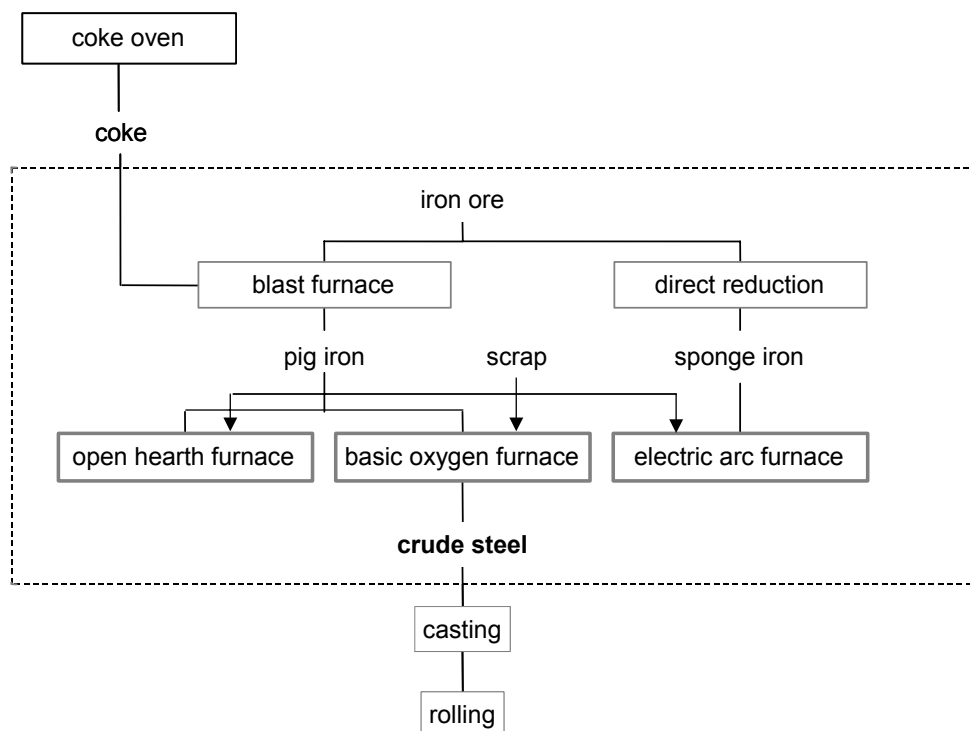 coke oven
coke
iron ore
blast furnace
direct reduction
pig iron
scrap
sponge iron
open hearth furnace
basic oxygen furnace
electric arc furnace
crude steel
casting
rolling